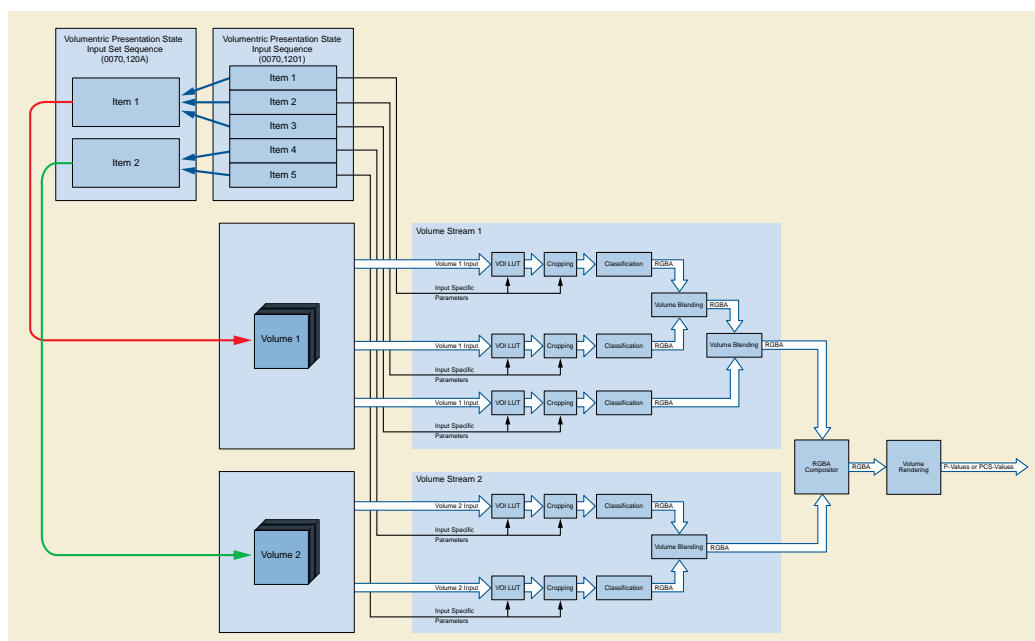 Volumentric Presentation State
Input Set Sequence
(0070,120A)
Item 1
Item 2
Volumentric Presentation State
Input Sequence
(0070,1201)
Item 1
Item 2
Item 3
Item 4
Item 5
Volume 1
Volume 2
Volume Stream 1
Volume 1 Input
VOI LUT
Cropping
Classification
RGBA
Input Specific
Parameters
Volume Blending
RGBA
Volume 1 Input
VOI LUT
Cropping
Classification
RGBA
Input Specific
Parameters
Volume Blending
RGBA
Volume 1 Input
VOI LUT
Cropping
Classification
RGBA
Input Specific
Parameters
Volume Stream 2
Volume 2 Input
VOI LUT
Cropping
Classification
RGBA
Input Specific
Parameters
Volume Blending
RGBA
Volume 2 Input
VOI LUT
Cropping
Classification
RGBA
Input Specific
Parameters
RGBA
Compositor
RGBA
Volume
Rendering
P-Values or PCS-Values